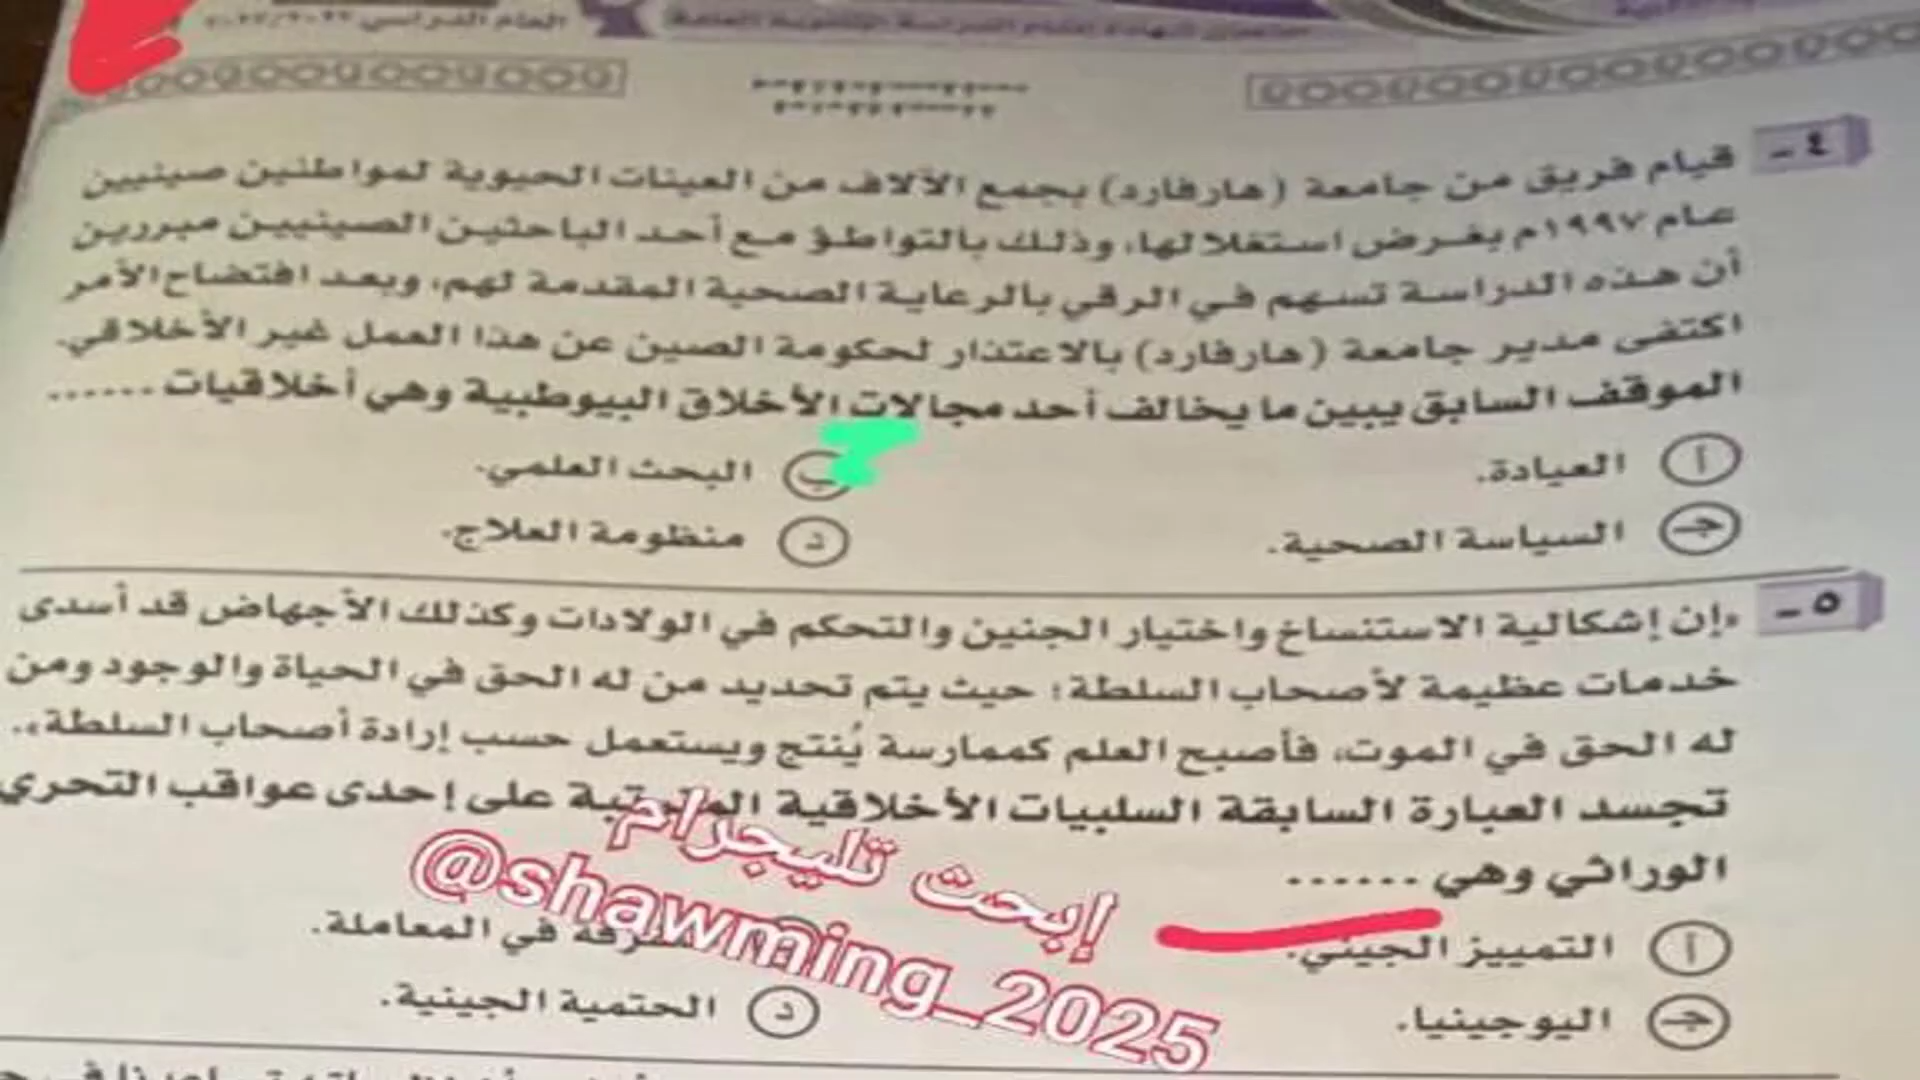 العام الدراسي
٤ -
قيام فريق من جامعة (هارفارد) بجمع الآلاف من العينات الحيوية لمواطنين صينيين
عام ١٩٩٧م بغرض استغلالها، وذلك بالتواطؤ مع أحد الباحثين الصينيين مبررين
أن هذه الدراسة تسهم في الرقي بالرعاية الصحية المقدمة لهم، وبعد افتضاح الأمر
اكتفى مدير جامعة (هارفارد) بالاعتذار لحكومة الصين عن هذا العمل غير الأخلاقي.
الموقف السابق يبين ما يخالف أحد مجالات الأخلاق البيوطبية وهي أخلاقيات ......
أ العيادة. ب البحث العلمي.
جـ السياسة الصحية. د منظومة العلاج.
٥ -
«إن إشكالية الاستنساخ واختيار الجنين والتحكم في الولادات وكذلك الأجهاض قد أسدى
خدمات عظيمة لأصحاب السلطة؛ حيث يتم تحديد من له الحق في الحياة والوجود ومن
له الحق في الموت، فأصبح العلم كممارسة يُنتج ويستعمل حسب إرادة أصحاب السلطة».
تجسد العبارة السابقة السلبيات الأخلاقية المترتبة على إحدى عواقب التحري
الوراثي وهي ......
أ التمييز الجيني. في المعاملة.
جـ اليوجينيا. د الحتمية الجينية.
إبحث تليجرام
@shawming_2025